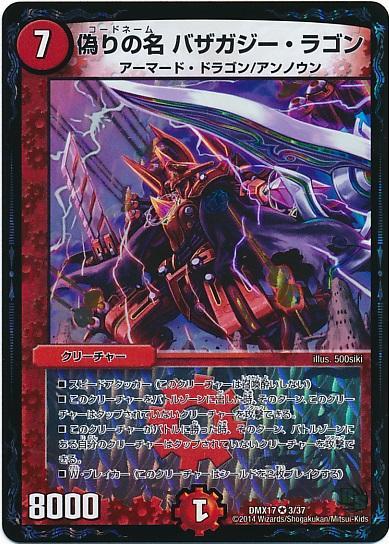 7
コードネーム
偽りの名 バザガジー・ラゴン
アーマード・ドラゴン/アンノウン
illus. 500siki
クリーチャー
■ スピードアタッカー (このクリーチャーは召喚酔いしない)
■ このクリーチャーをバトルゾーンに出した時、そのターン、このクリーチャーはタップされていないクリーチャーを攻撃できる。
■ このクリーチャーがバトルに勝った時、そのターン、バトルゾーンにある自分のクリーチャーはタップされていないクリーチャーを攻撃できる。
■ W・ブレイカー (このクリーチャーはシールドを2枚ブレイクする)
8000
1
DMX17 3/37
©2014 Wizards/Shogakukan/Mitsui-Kids